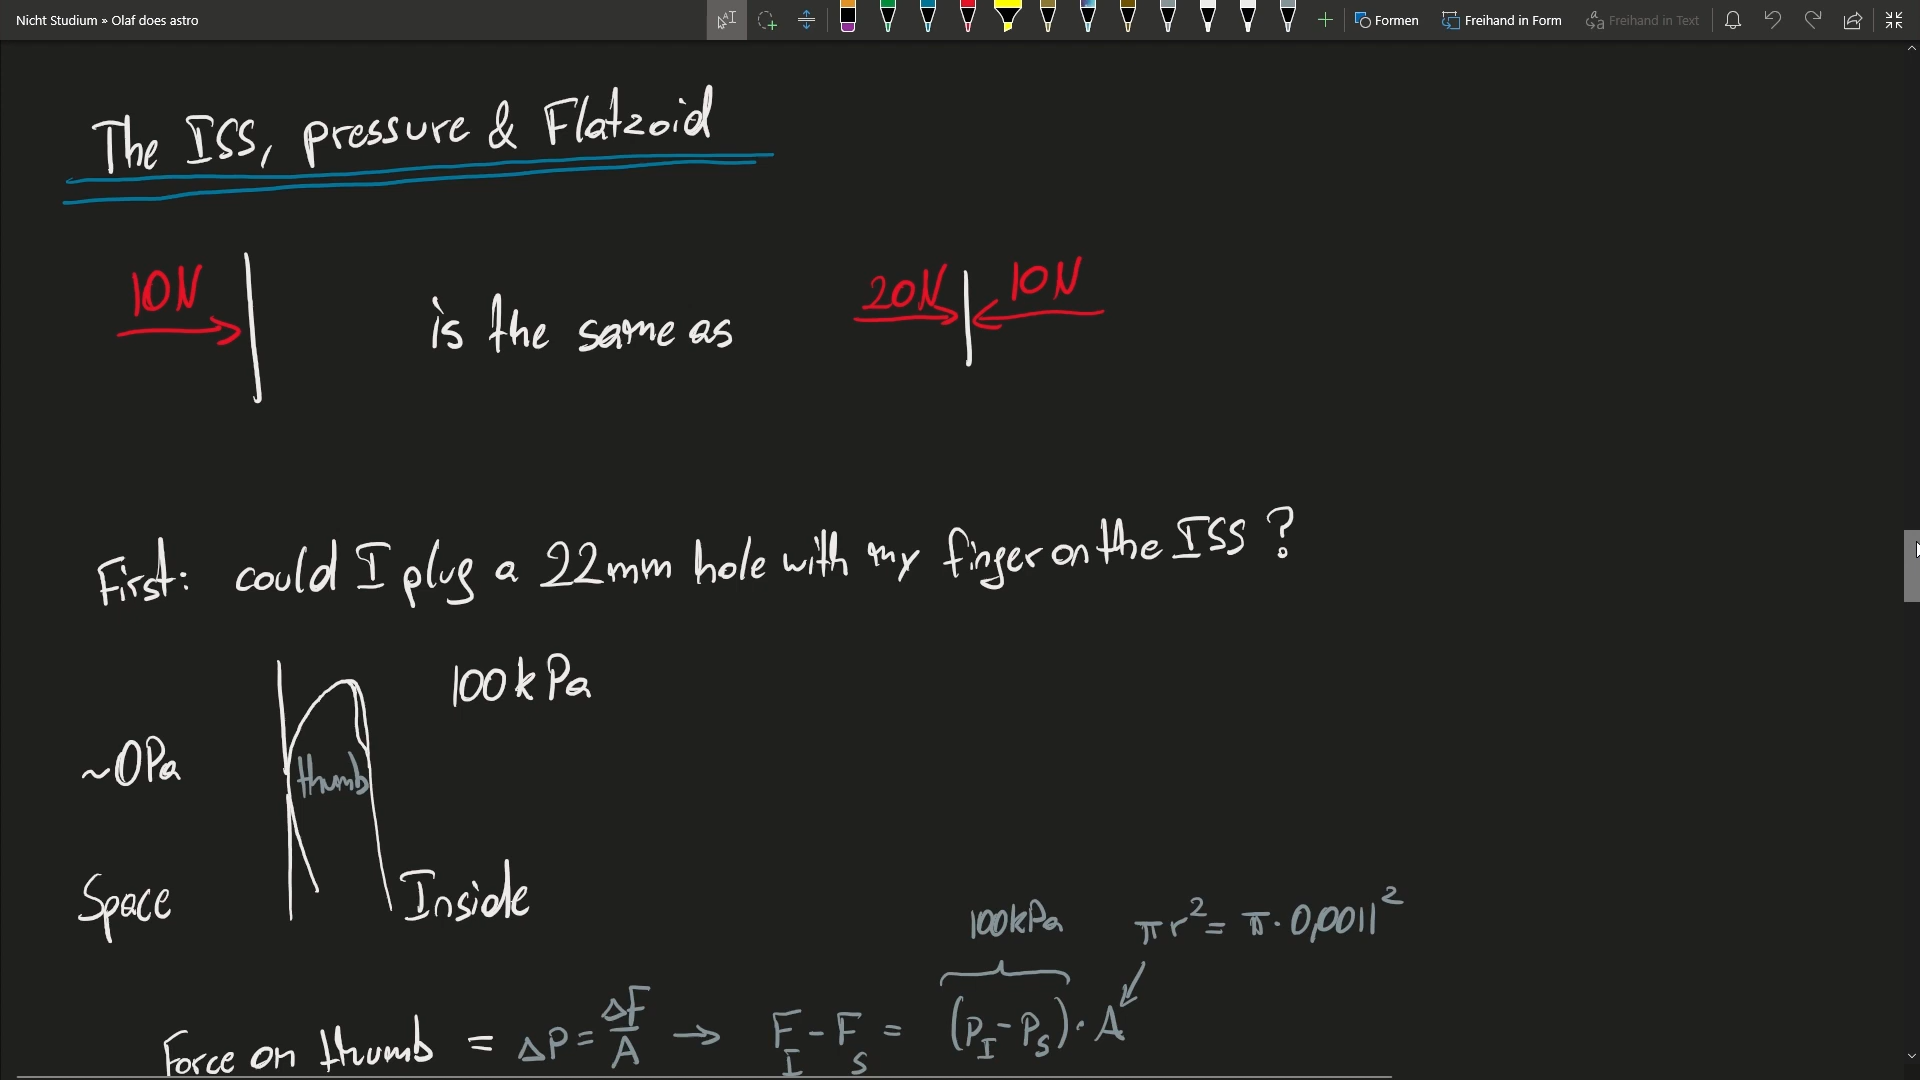 Nicht Studium » Olaf does astro
Formen Freihand in Form Freihand in Text
The ISS, pressure & Flatzoid
10N is the same as 20N 10N
First: could I plug a 22mm hole with my finger on the ISS?
100kPa
~0Pa thumb
Space Inside
100kPa πr² = π · 0,0011²
Force on thumb = ΔP = ΔF/A → F_I - F_S = (P_I - P_S) · A